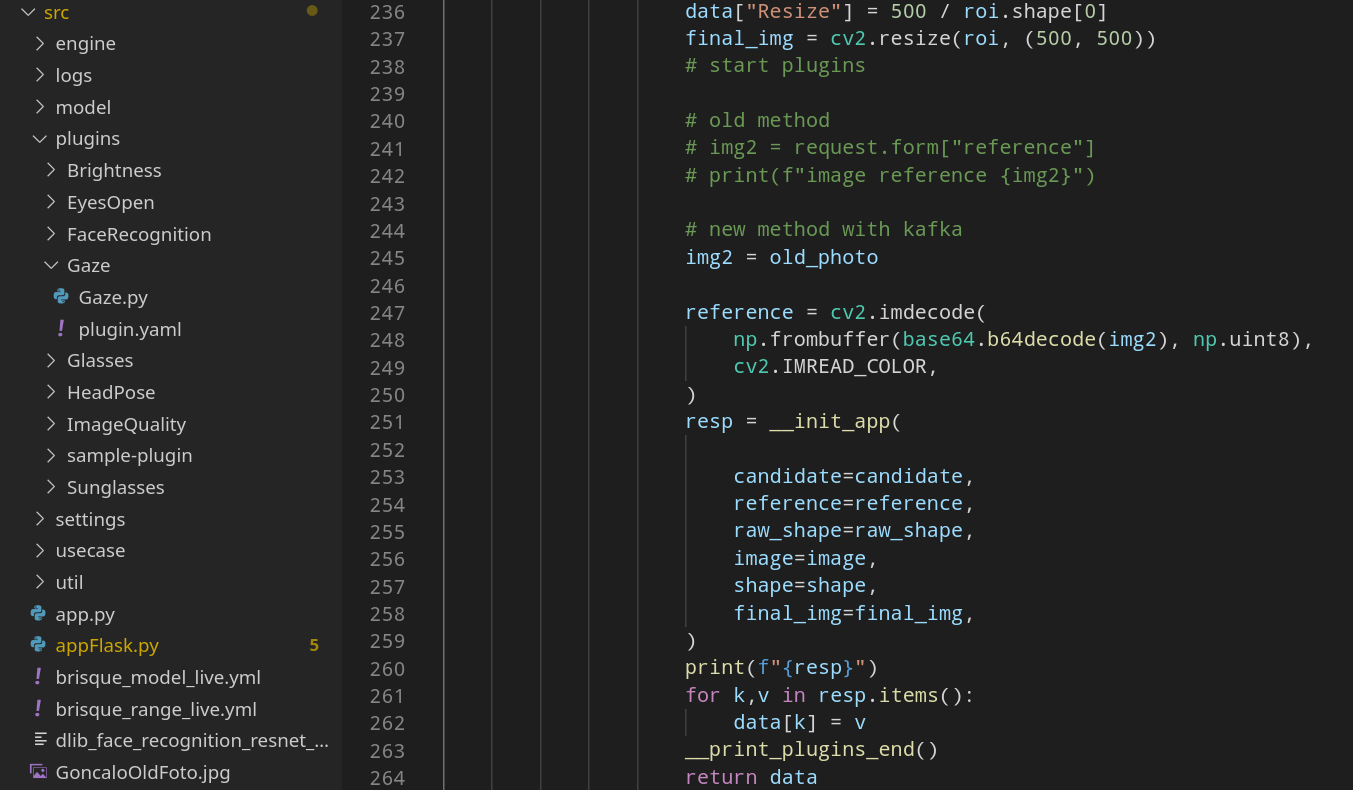 src
engine
logs
model
plugins
Brightness
EyesOpen
FaceRecognition
Gaze
Gaze.py
! plugin.yaml
Glasses
HeadPose
ImageQuality
sample-plugin
Sunglasses
settings
usecase
util
app.py
appFlask.py 5
! brisque_model_live.yml
! brisque_range_live.yml
dlib_face_recognition_resnet_...
GoncaloOldFoto.jpg
236 data["Resize"] = 500 / roi.shape[0]
237 final_img = cv2.resize(roi, (500, 500))
238 # start plugins
239
240 # old method
241 # img2 = request.form["reference"]
242 # print(f"image reference {img2}")
243
244 # new method with kafka
245 img2 = old_photo
246
247 reference = cv2.imdecode(
248 np.frombuffer(base64.b64decode(img2), np.uint8),
249 cv2.IMREAD_COLOR,
250 )
251 resp = __init_app(
252
253 candidate=candidate,
254 reference=reference,
255 raw_shape=raw_shape,
256 image=image,
257 shape=shape,
258 final_img=final_img,
259 )
260 print(f"{resp}")
261 for k,v in resp.items():
262 data[k] = v
263 __print_plugins_end()
264 return data